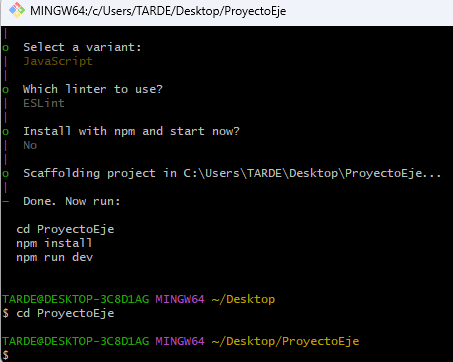 MINGW64:/c/Users/TARDE/Desktop/ProyectoEje
|
o  Select a variant:
|  JavaScript
|
o  Which linter to use?
|  ESLint
|
o  Install with npm and start now?
|  No
|
o  Scaffolding project in C:\Users\TARDE\Desktop\ProyectoEje...
|
—  Done. Now run:
cd ProyectoEje
npm install
npm run dev
TARDE@DESKTOP-3C8D1AG MINGW64 ~/Desktop
$ cd ProyectoEje
TARDE@DESKTOP-3C8D1AG MINGW64 ~/Desktop/ProyectoEje
$